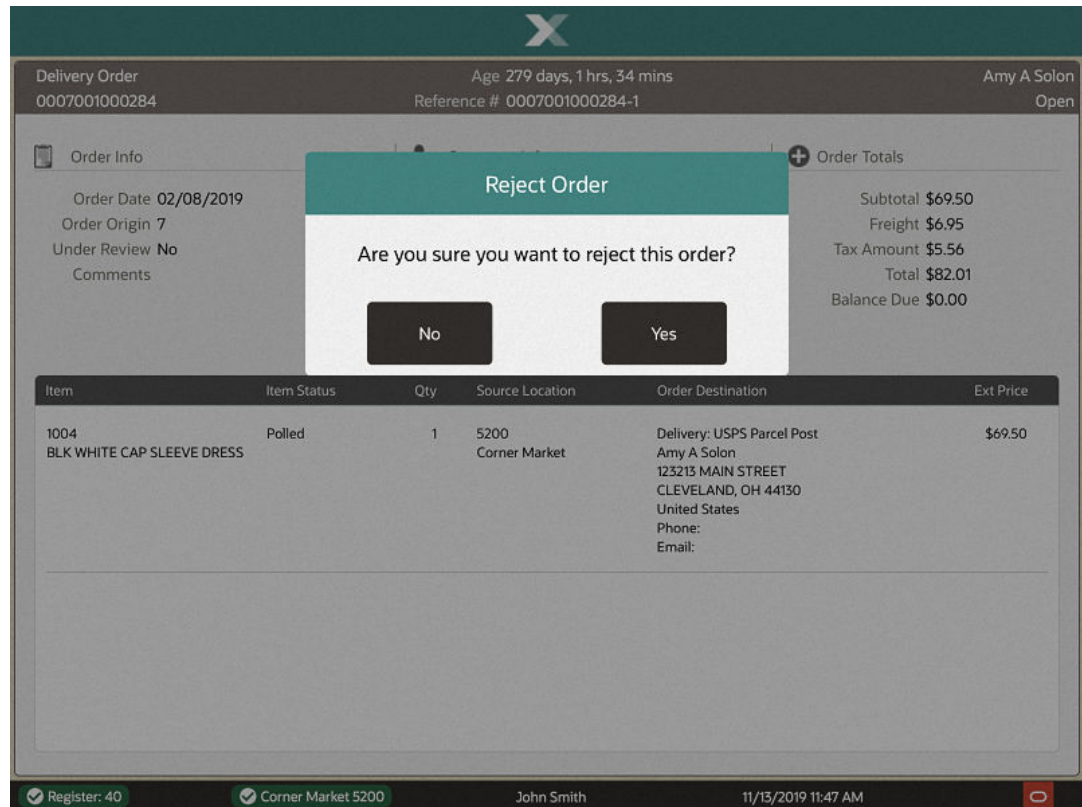 Delivery Order
Age 279 days, 1 hrs, 34 mins
Amy A Solon
0007001000284
Reference # 0007001000284-1
Open
Order Info
Order Totals
Order Date 02/08/2019
Order Origin 7
Under Review No
Comments
Subtotal $69.50
Freight $6.95
Tax Amount $5.56
Total $82.01
Balance Due $0.00
Reject Order
Are you sure you want to reject this order?
No Yes
Item Item Status Qty Source Location Order Destination Ext Price
1004 Polled 1 5200 Delivery: USPS Parcel Post $69.50
BLK WHITE CAP SLEEVE DRESS Corner Market Amy A Solon
123213 MAIN STREET
CLEVELAND, OH 44130
United States
Phone:
Email:
Register: 40 Corner Market 5200 John Smith 11/13/2019 11:47 AM